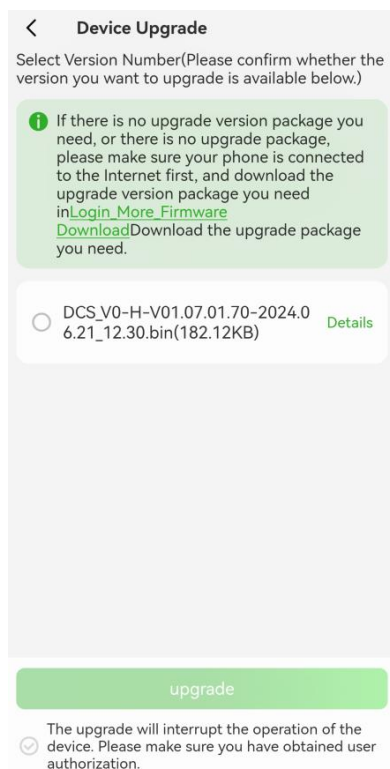 Device Upgrade
Select Version Number(Please confirm whether the
version you want to upgrade is available below.)
If there is no upgrade version package you
need, or there is no upgrade package,
please make sure your phone is connected
to the Internet first, and download the
upgrade version package you need
inLogin_More_Firmware
DownloadDownload the upgrade package
you need.
DCS_V0-H-V01.07.01.70-2024.0
6.21_12.30.bin(182.12KB)
Details
upgrade
The upgrade will interrupt the operation of the
device. Please make sure you have obtained user
authorization.